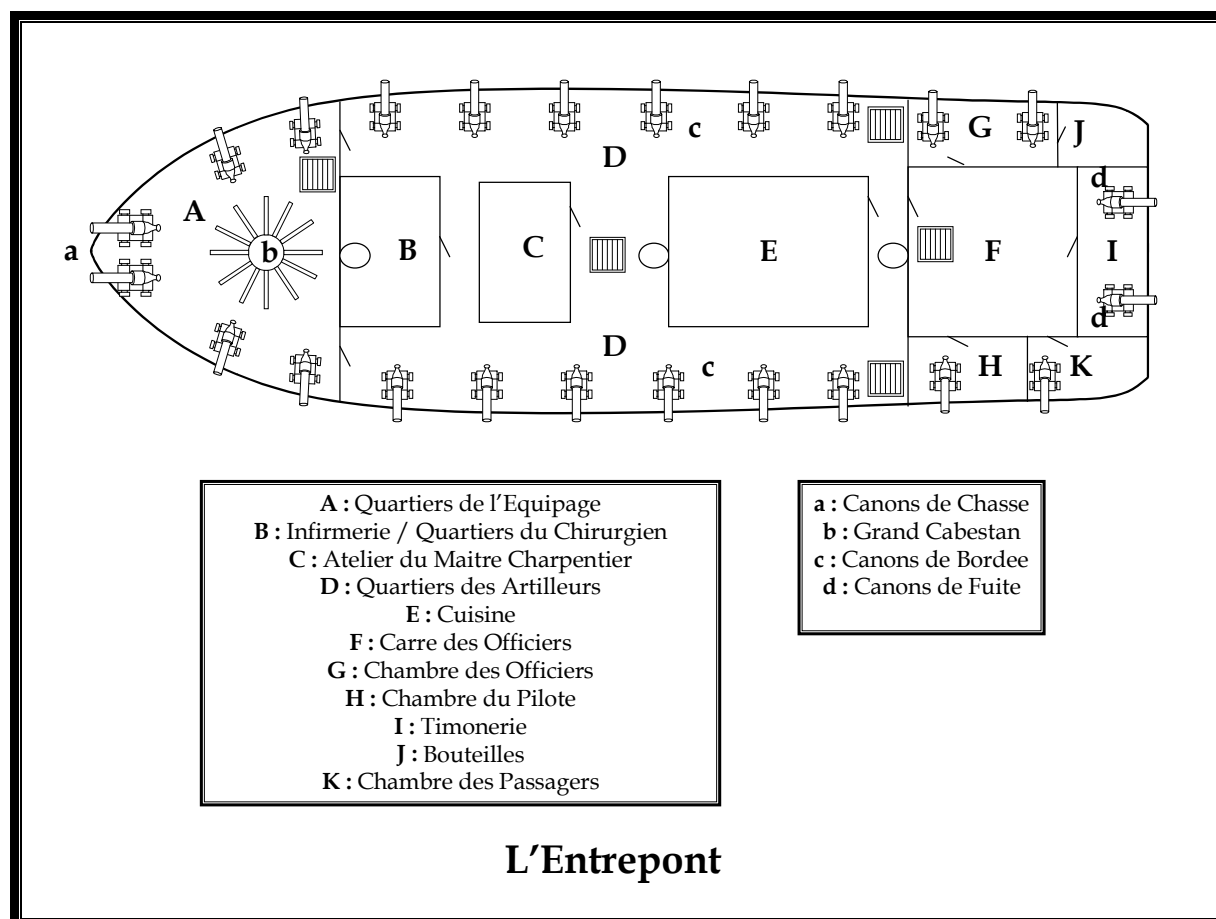 c
G
J
D
d
A
a
b
B
C
E
F
I
d
D
c
H
K
A : Quartiers de l'Equipage
B : Infirmerie / Quartiers du Chirurgien
C : Atelier du Maitre Charpentier
D : Quartiers des Artilleurs
E : Cuisine
F : Carre des Officiers
G : Chambre des Officiers
H : Chambre du Pilote
I : Timonerie
J : Bouteilles
K : Chambre des Passagers
a : Canons de Chasse
b : Grand Cabestan
c : Canons de Bordee
d : Canons de Fuite
L'Entrepont